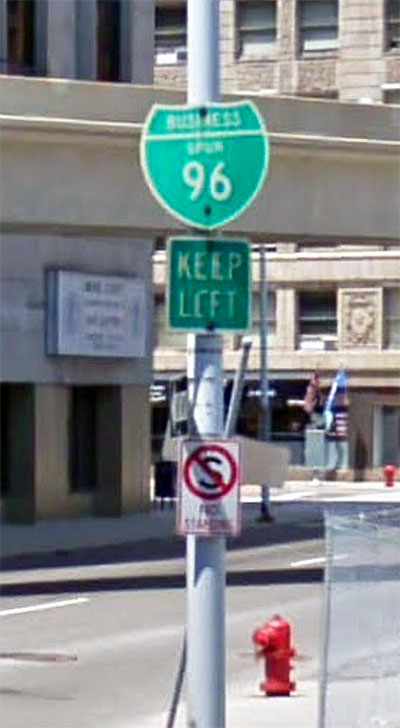 BUSINESS
SPUR
96
KEEP
LEFT
S
NO
STANDING